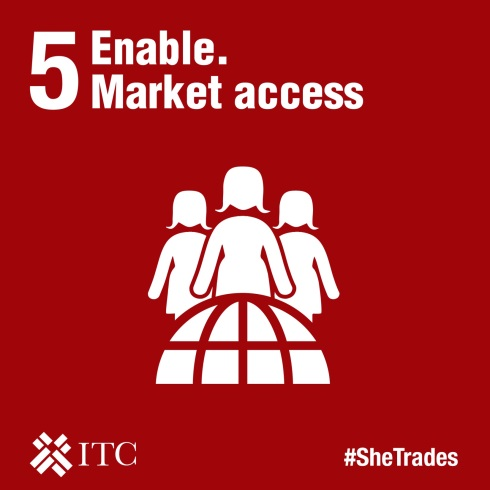 5 Enable.
Market access
ITC
#SheTrades